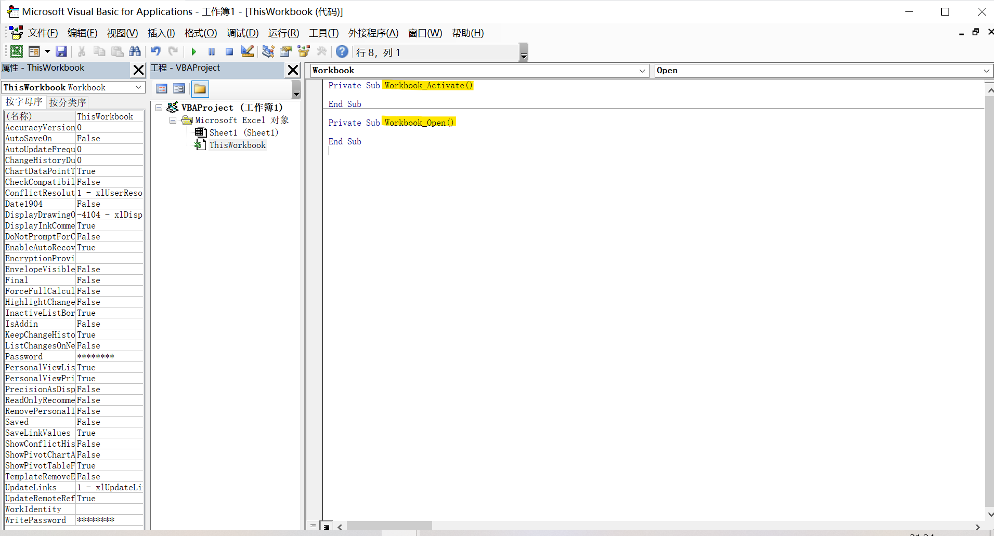 Microsoft Visual Basic for Applications - 工作簿1 - [ThisWorkbook (代码)]
文件(F) 编辑(E) 视图(V) 插入(I) 格式(O) 调试(D) 运行(R) 工具(T) 外接程序(A) 窗口(W) 帮助(H)
行 8，列 1
属性 - ThisWorkbook
ThisWorkbook Workbook
按字母序 按分类序
(名称) ThisWorkbook
AccuracyVersion 0
AutoSaveOn False
AutoUpdateFrequ 0
ChangeHistoryDu 0
ChartDataPointT True
CheckCompatibil False
ConflictResolut 1 - xlUserReso
Date1904 False
DisplayDrawingO -4104 - xlDisp
DisplayInkComme True
DoNotPromptForC False
EnableAutoRecov True
EncryptionProvi
EnvelopeVisible False
Final False
ForceFullCalcul False
HighlightChange False
InactiveListBor True
IsAddin False
KeepChangeHisto True
ListChangesOnNe False
Password ********
PersonalViewLis True
PersonalViewPri True
PrecisionAsDisp False
ReadOnlyRecomme False
RemovePersonalI False
Saved False
SaveLinkValues True
ShowConflictHis False
ShowPivotChartA False
ShowPivotTableF True
TemplateRemoveE False
UpdateLinks 1 - xlUpdateLi
UpdateRemoteRef True
WorkIdentity
WritePassword ********
工程 - VBAProject
VBAProject (工作簿1)
Microsoft Excel 对象
Sheet1 (Sheet1)
ThisWorkbook
Workbook
Open
Private Sub Workbook_Activate()
End Sub
Private Sub Workbook_Open()
End Sub